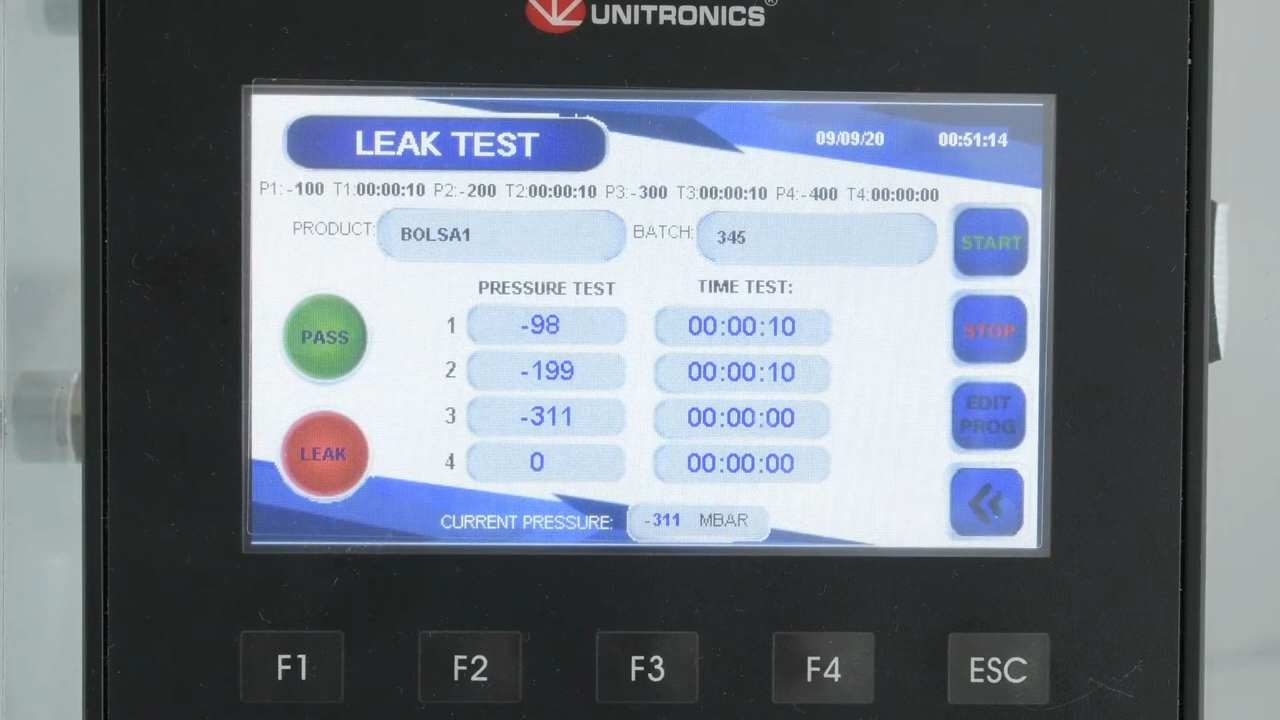 UNITRONICS®
LEAK TEST
09/09/20 00:51:14
P1:-100 T1:00:00:10 P2:-200 T2:00:00:10 P3:-300 T3:00:00:10 P4:-400 T4:00:00:00
PRODUCT: BOLSA1 BATCH: 345
START
PRESSURE TEST TIME TEST:
PASS
1 -98 00:00:10
STOP
2 -199 00:00:10
3 -311 00:00:00
EDIT
PROG
LEAK
4 0 00:00:00
CURRENT PRESSURE: -311 MBAR
F1 F2 F3 F4 ESC